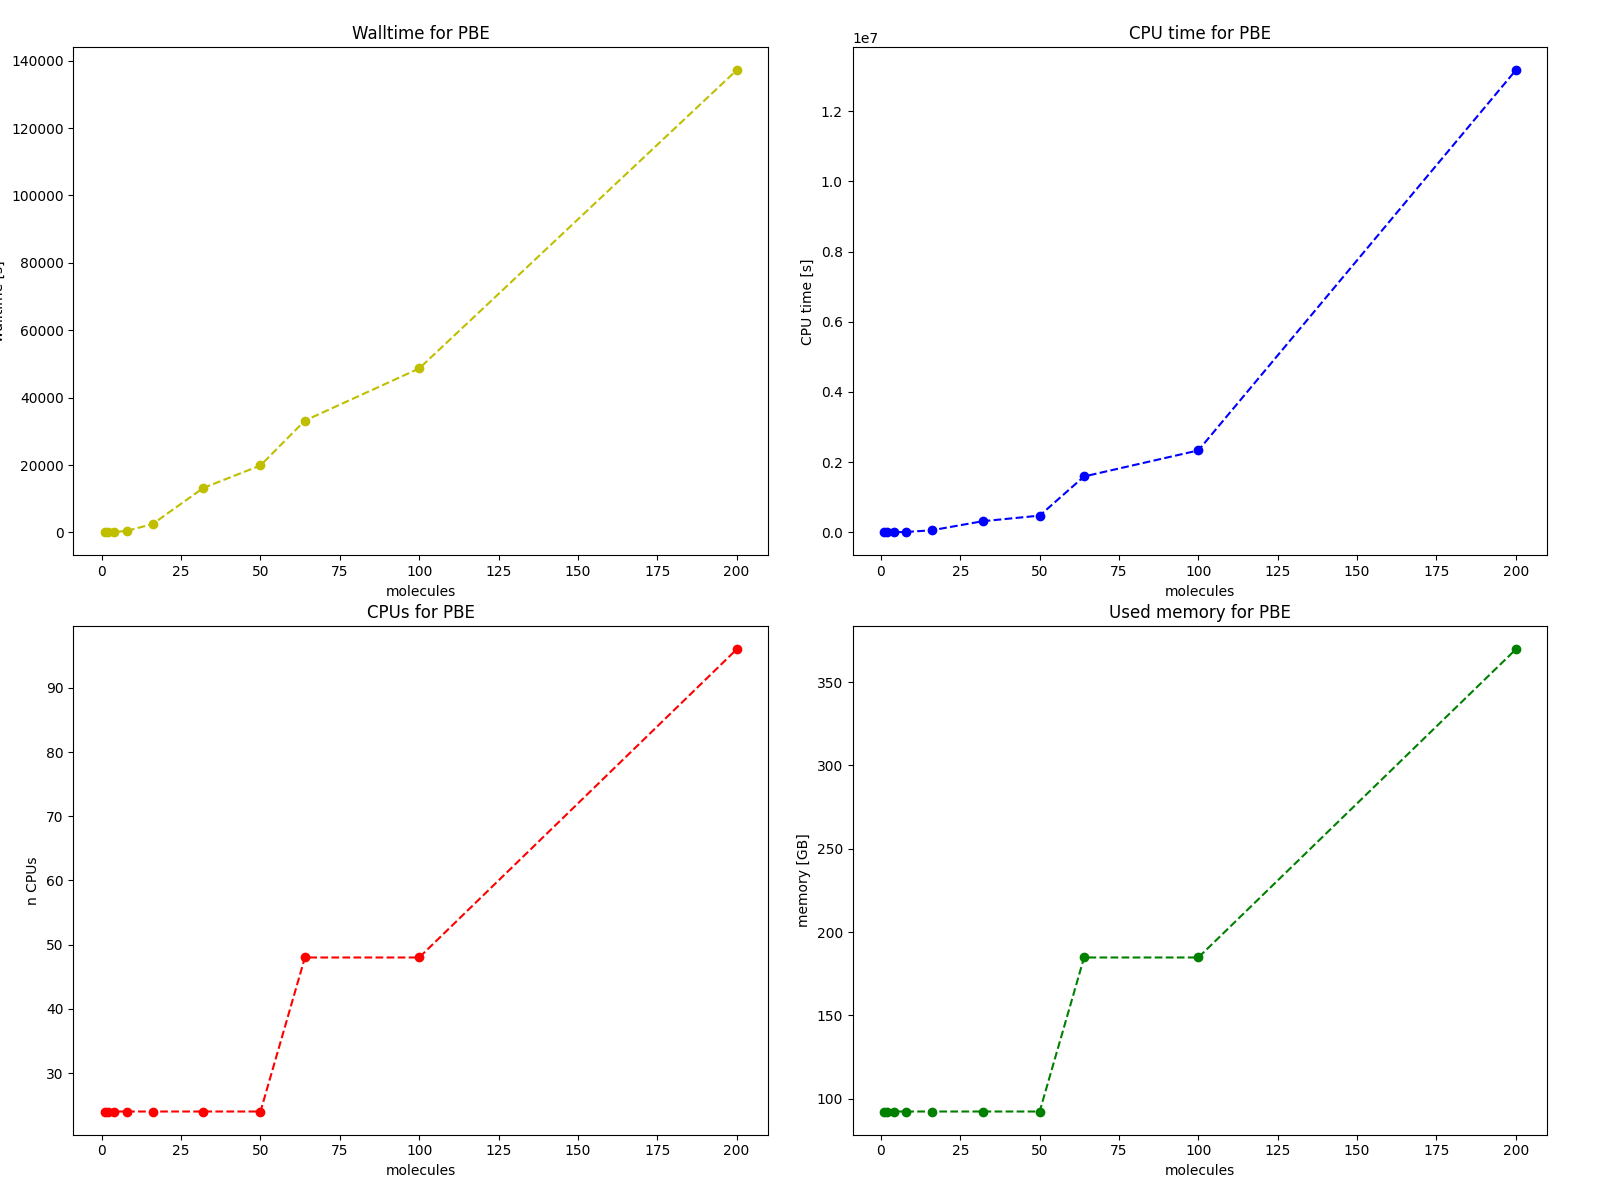 Walltime for PBE
140000
120000
100000
80000
60000
40000
20000
0
0 25 50 75 100 125 150 175 200
molecules
CPU time for PBE
1e7
CPU time [s]
1.2
1.0
0.8
0.6
0.4
0.2
0.0
0 25 50 75 100 125 150 175 200
molecules
CPUs for PBE
n CPUs
90
80
70
60
50
40
30
0 25 50 75 100 125 150 175 200
molecules
Used memory for PBE
memory [GB]
350
300
250
200
150
100
0 25 50 75 100 125 150 175 200
molecules